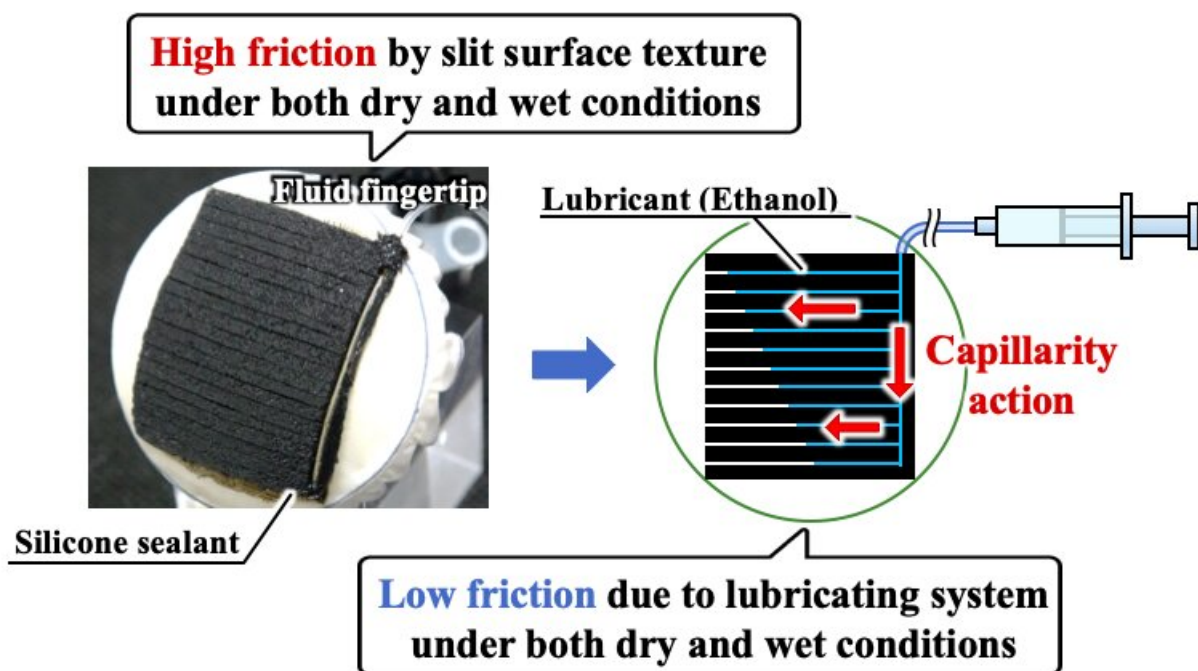 High friction by slit surface texture
under both dry and wet conditions
Fluid fingertip
Lubricant (Ethanol)
Capillarity
action
Silicone sealant
Low friction due to lubricating system
under both dry and wet conditions